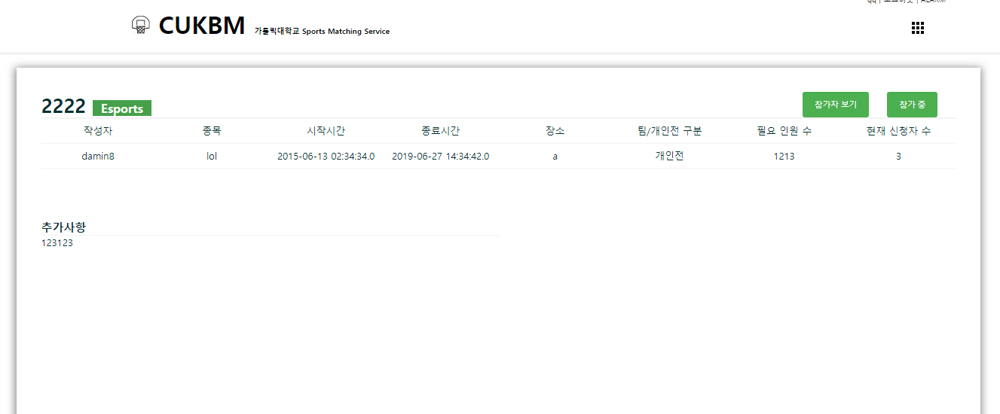 CUKBM 가톨릭대학교 Sports Matching Service
2222 Esports 참가자 보기 참가 중
작성자 종목 시작시간 종료시간 장소 팀/개인전 구분 필요 인원 수 현재 신청자 수
damin8 lol 2015-06-13 02:34:34.0 2019-06-27 14:34:42.0 a 개인전 1213 3
추가사항
123123